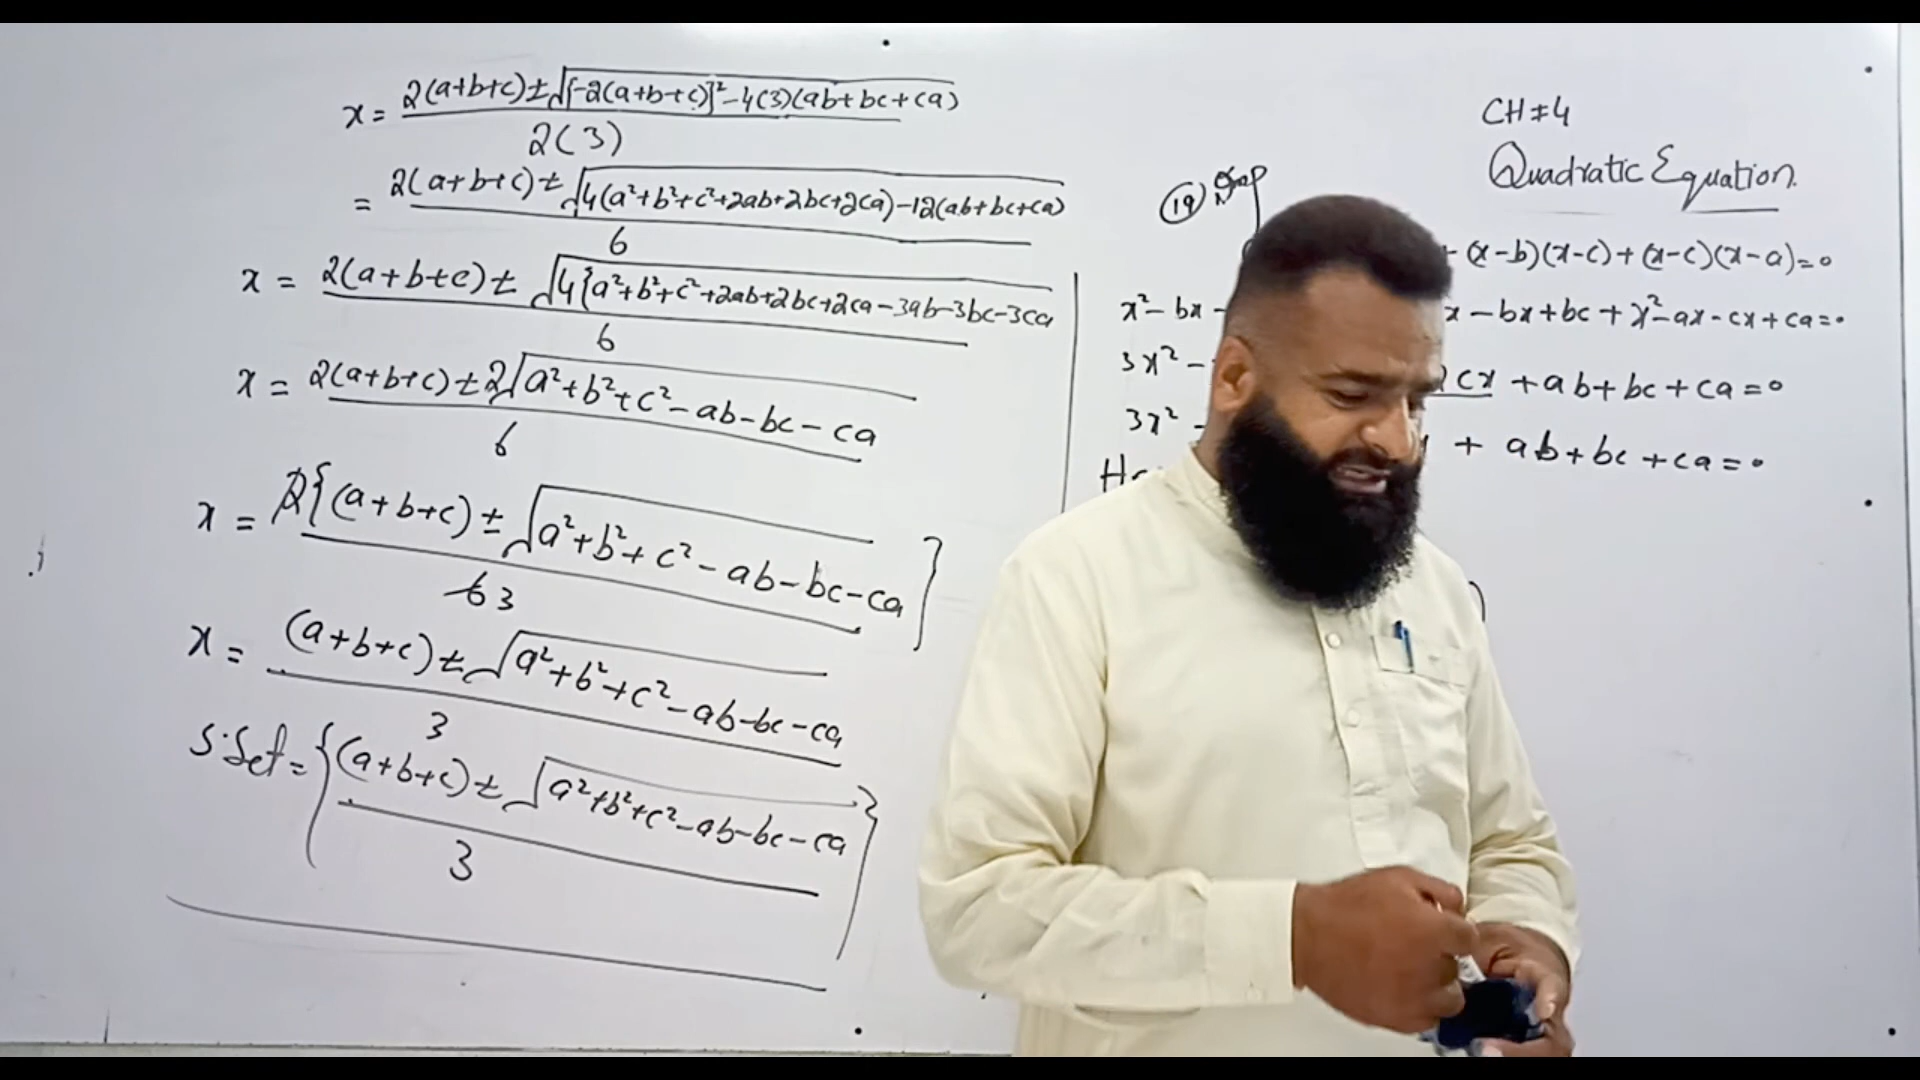 x = 2(a+b+c) ± √[-2(a+b+c)]² - 4(3)(ab+bc+ca)
2(3)
= 2(a+b+c) ± √4(a²+b²+c²+2ab+2bc+2ca) - 12(ab+bc+ca)
6
x = 2(a+b+c) ± √4{a²+b²+c²+2ab+2bc+2ca-3ab-3bc-3ca
6
x = 2(a+b+c) ± 2√a²+b²+c²-ab-bc-ca
6
x = 2{(a+b+c) ± √a²+b²+c²-ab-bc-ca}
6 3
x = (a+b+c) ± √a²+b²+c²-ab-bc-ca
3
S.Set = {(a+b+c) ± √a²+b²+c²-ab-bc-ca}
3
CH#4
Quadratic Equation.
(19)
(x-b)(x-c)+(x-c)(x-a)=0
x² - bx - x - bx + bc + x² - ax - cx + ca = 0
3x² - 2cx + ab + bc + ca = 0
3x² - + ab + bc + ca = 0